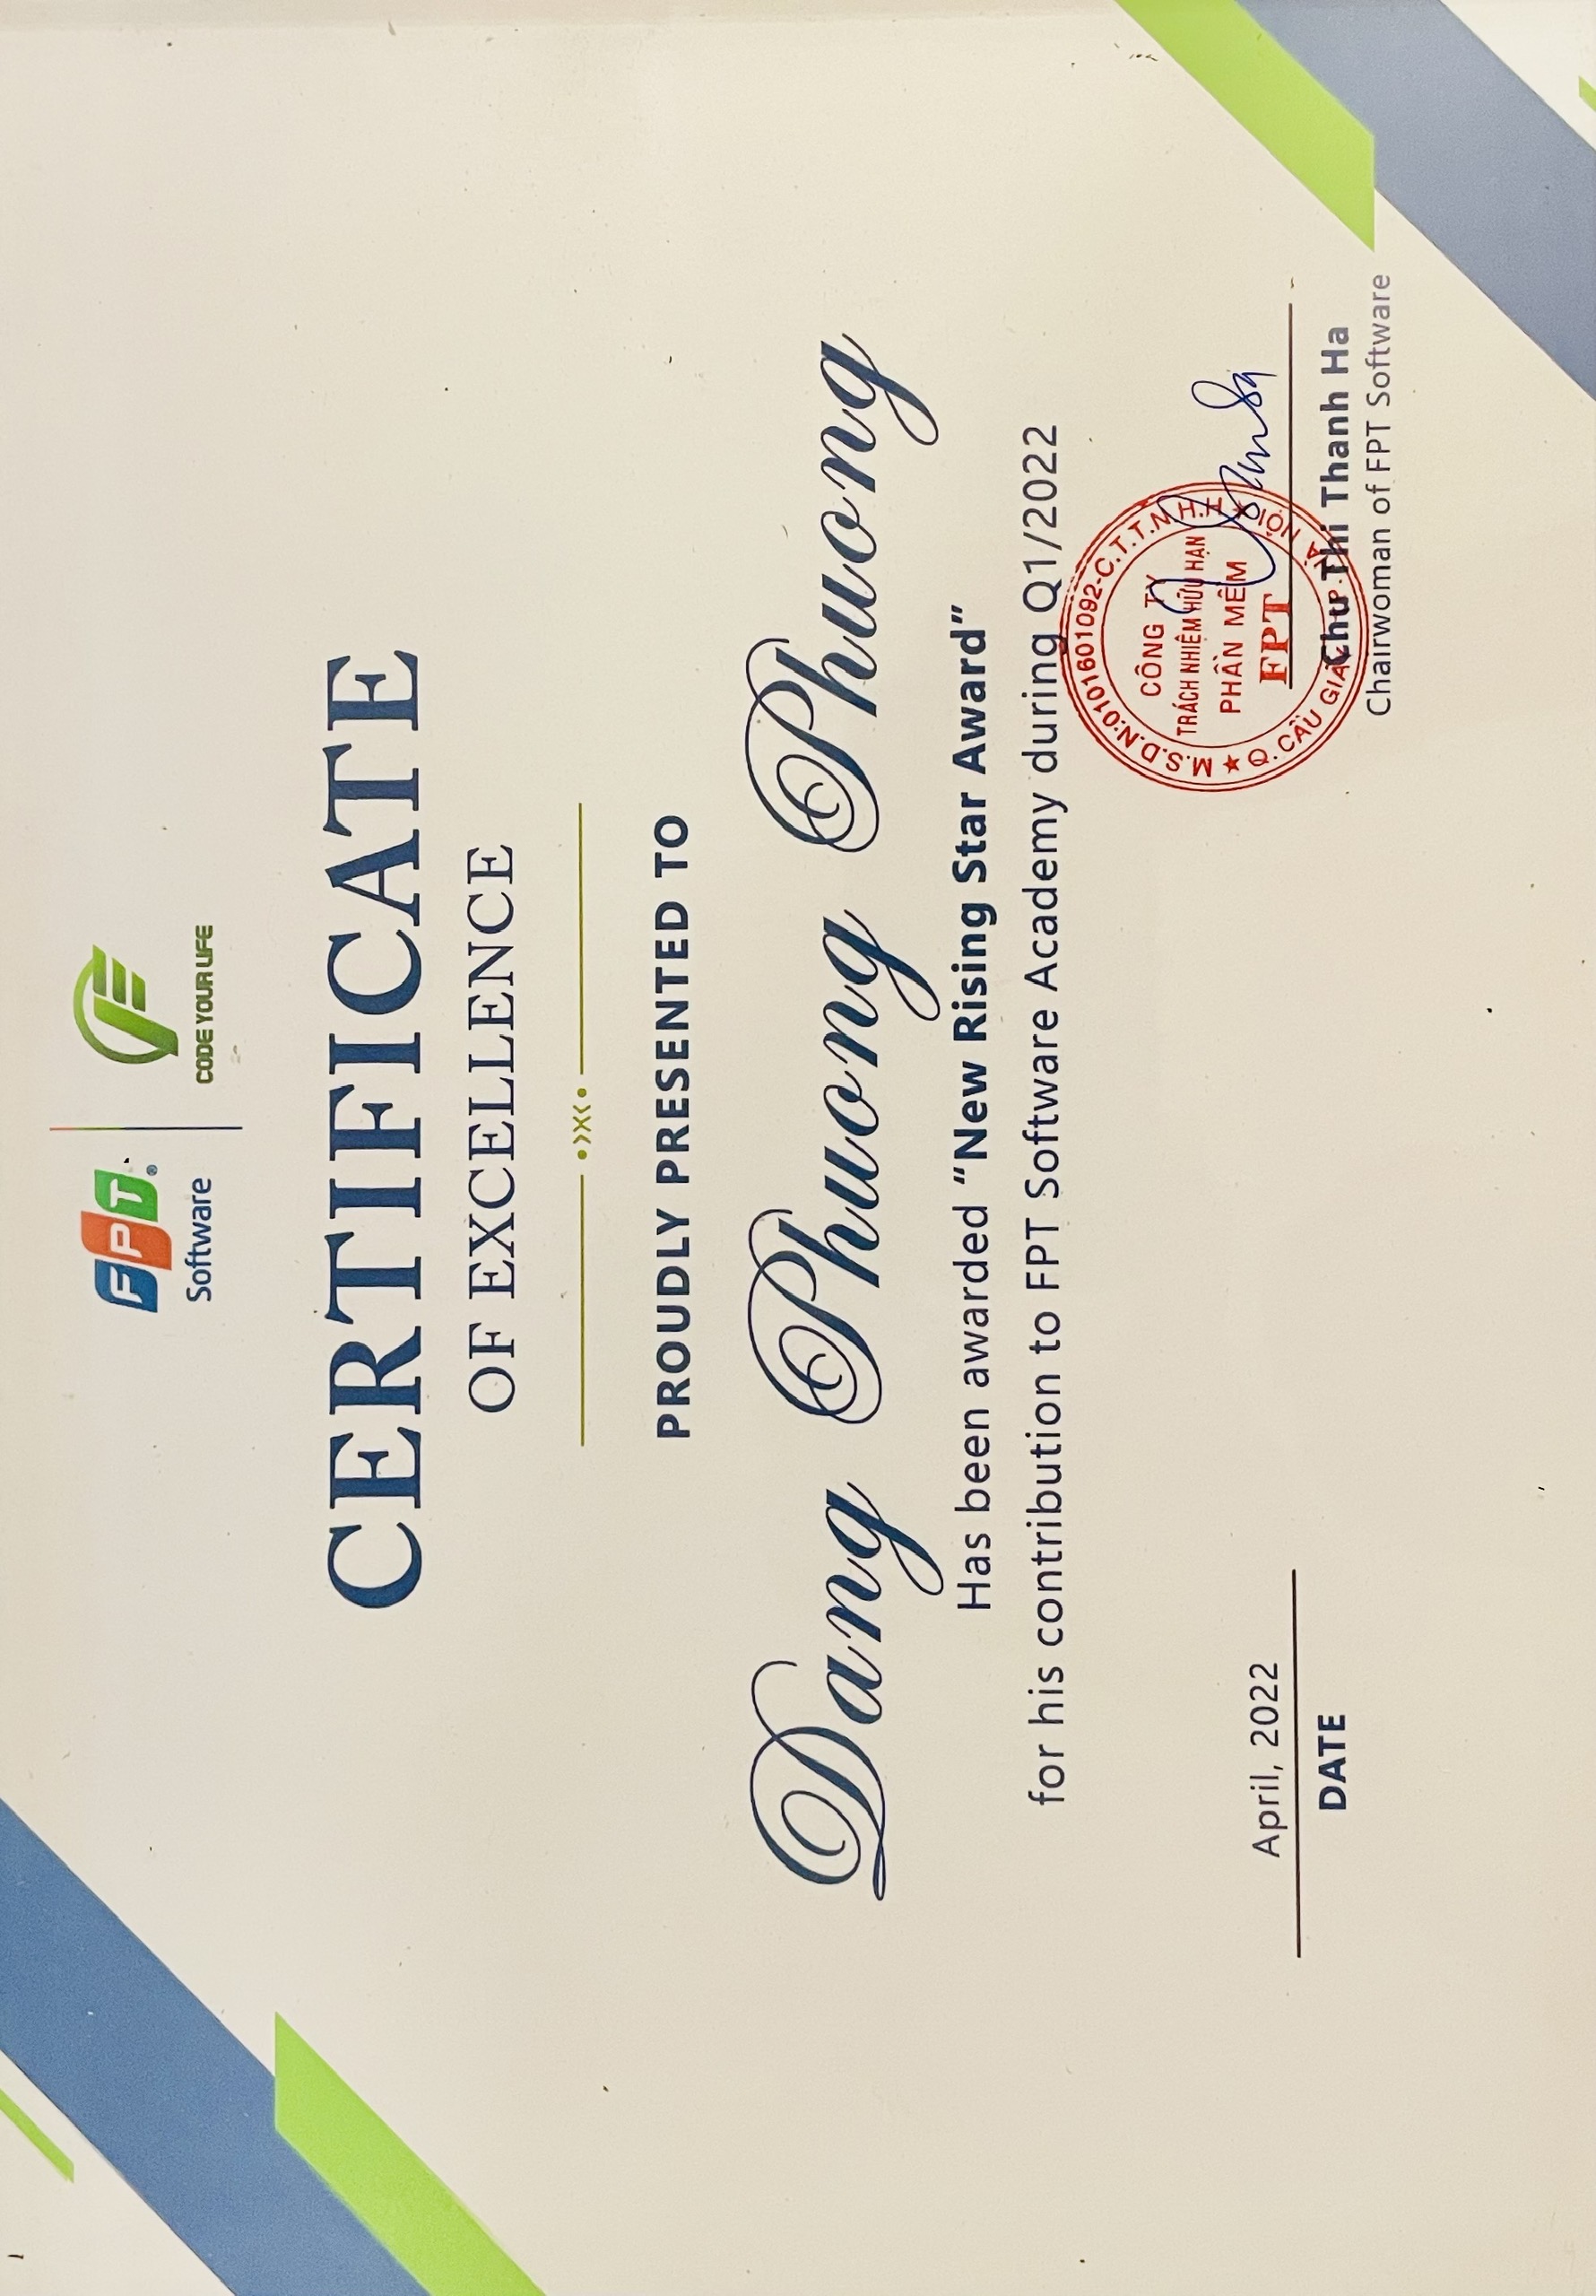 FPT
Software
CODE YOUR LIFE
CERTIFICATE
OF EXCELLENCE
PROUDLY PRESENTED TO
Dang Phuong Phuong
Has been awarded “New Rising Star Award”
for his contribution to FPT Software Academy during Q1/2022
M.S.D.N:0101601092-C.T.T.N.H.H
CÔNG TY
TRÁCH NHIỆM HỮU HẠN
PHẦN MỀM
FPT
Q. CẦU GIẤY TP. HÀ NỘI
April, 2022
DATE
Chu Thi Thanh Ha
Chairwoman of FPT Software